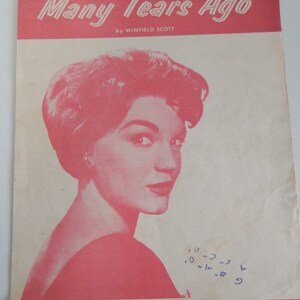 Many Tears Ago
by WINFIELD SCOTT